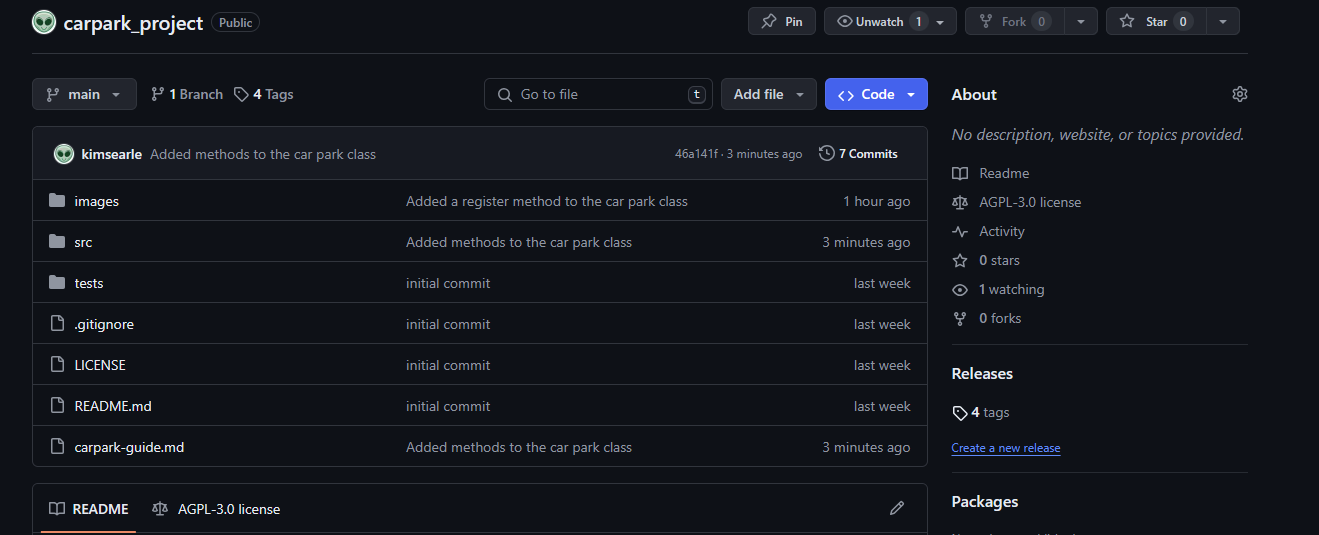 carpark_project Public Pin Unwatch 1 Fork 0 Star 0
main 1 Branch 4 Tags Go to file t Add file Code
kimsearle Added methods to the car park class 46a141f · 3 minutes ago 7 Commits
images Added a register method to the car park class 1 hour ago
src Added methods to the car park class 3 minutes ago
tests initial commit last week
.gitignore initial commit last week
LICENSE initial commit last week
README.md initial commit last week
carpark-guide.md Added methods to the car park class 3 minutes ago
README AGPL-3.0 license
About
No description, website, or topics provided.
Readme
AGPL-3.0 license
Activity
0 stars
1 watching
0 forks
Releases
4 tags
Create a new release
Packages